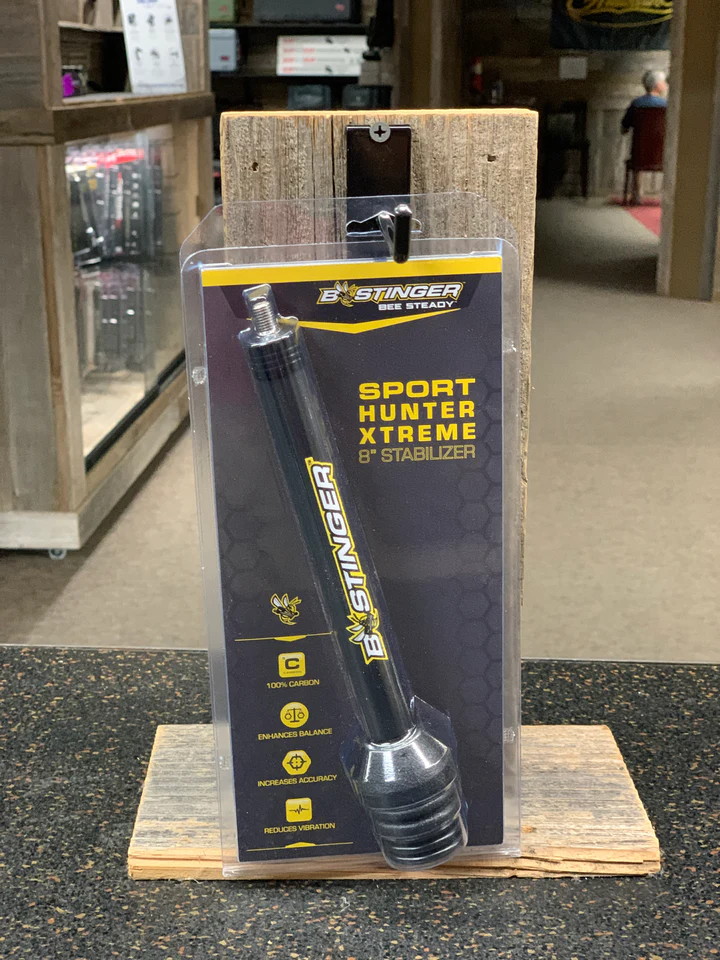 B STINGER
BEE STEADY
SPORT
HUNTER
XTREME
8" STABILIZER
B STINGER
C
100% CARBON
ENHANCES BALANCE
INCREASES ACCURACY
REDUCES VIBRATION